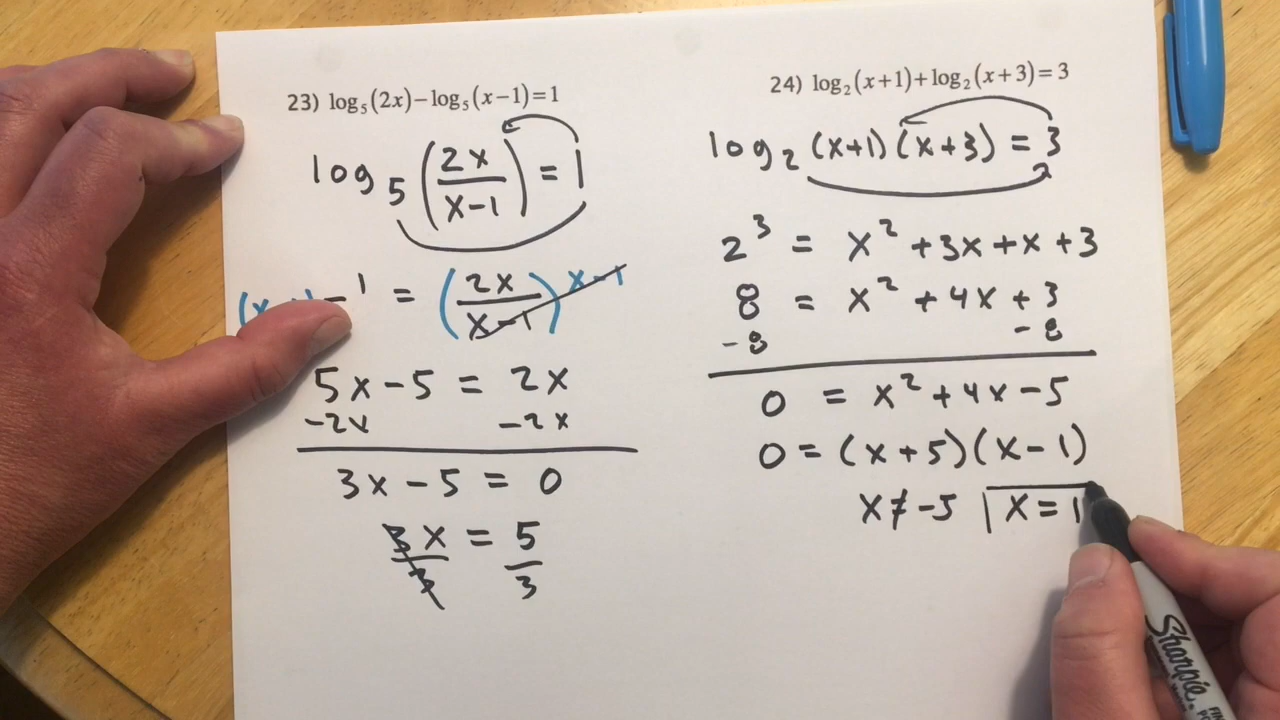 23) log₅(2x)−log₅(x−1)=1
log₅(2x/(x-1)) = 1
-1 = (2x/(x-1)) x-1
5x-5 = 2x
-2x -2x
3x-5 = 0
3x/3 = 5/3
24) log₂(x+1)+log₂(x+3)=3
log₂(x+1)(x+3) = 3
2³ = x² +3x+x+3
8 = x² +4x+3
-8 -8
0 = x²+4x-5
0=(x+5)(x-1)
x≠-5 x=1
Sharpie